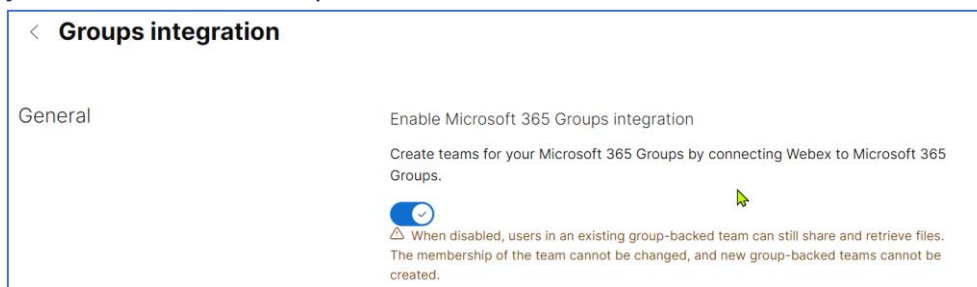 Groups integration
General
Enable Microsoft 365 Groups integration
Create teams for your Microsoft 365 Groups by connecting Webex to Microsoft 365
Groups.
When disabled, users in an existing group-backed team can still share and retrieve files.
The membership of the team cannot be changed, and new group-backed teams cannot be
created.